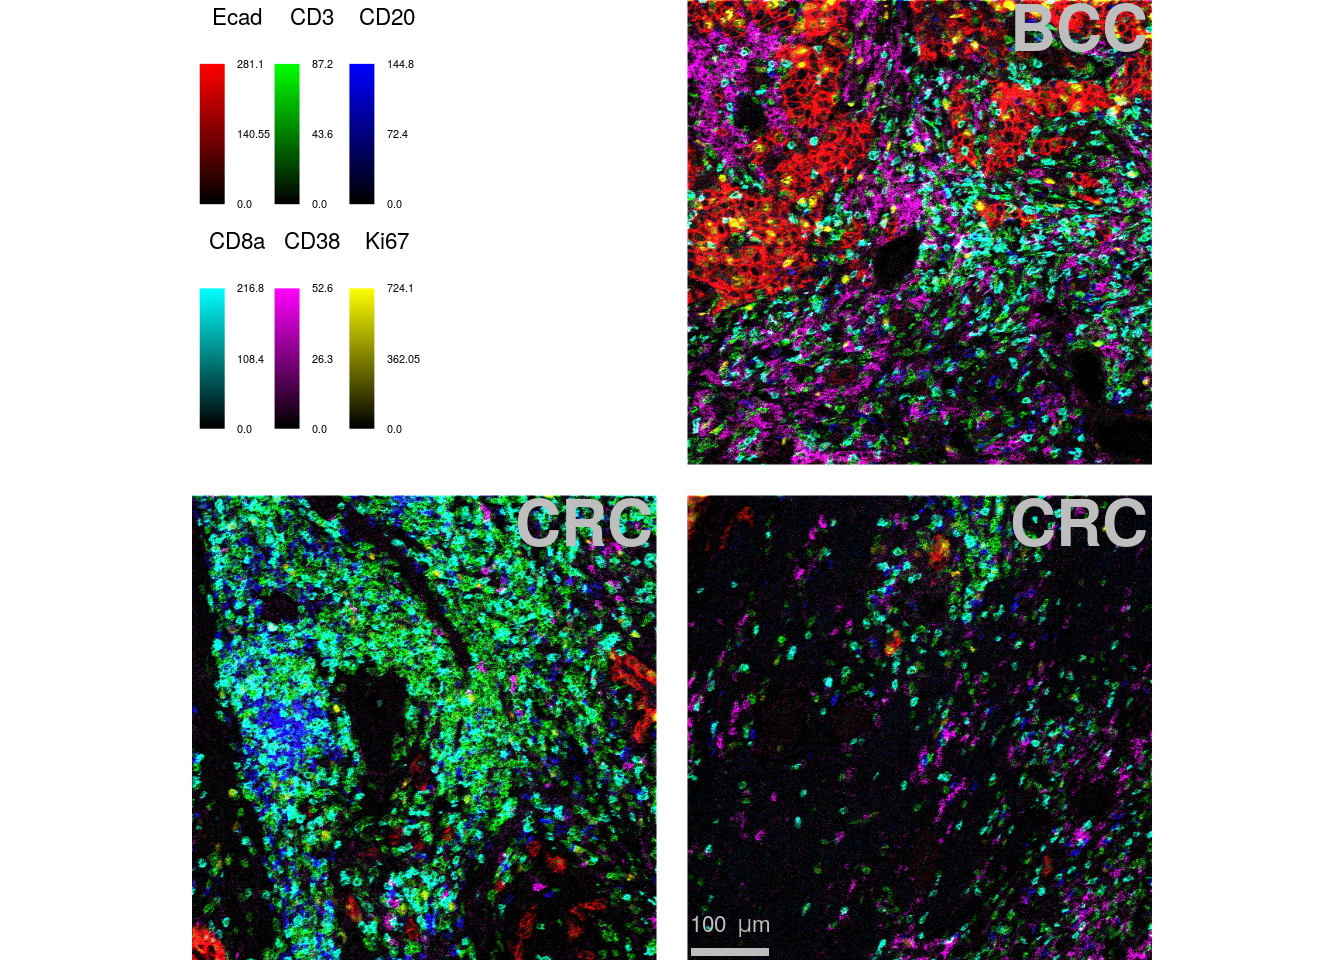 Ecad CD3 CD20
281.1 87.2 144.8
140.55 43.6 72.4
0.0 0.0 0.0
CD8a CD38 Ki67
216.8 52.6 724.1
108.4 26.3 362.05
0.0 0.0 0.0
BCC
CRC
CRC
100 µm